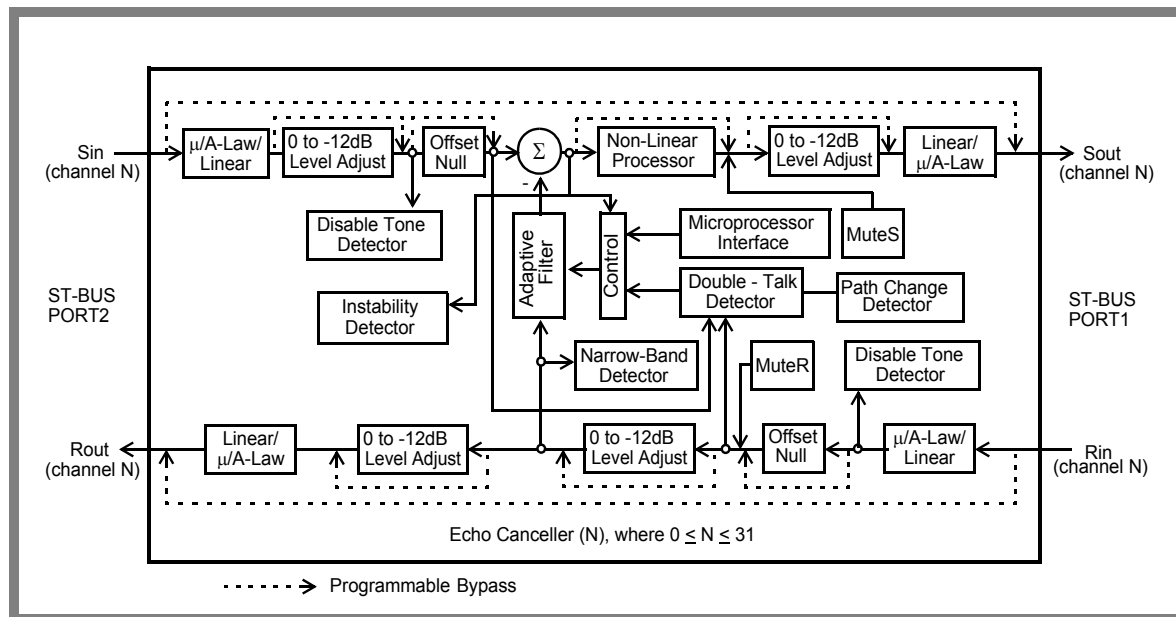 Sin
(channel N)
μ/A-Law/
Linear
0 to -12dB
Level Adjust
Offset
Null
Σ
-
Non-Linear
Processor
0 to -12dB
Level Adjust
Linear/
μ/A-Law
Sout
(channel N)
Disable Tone
Detector
Adaptive
Filter
Control
Microprocessor
Interface
MuteS
ST-BUS
PORT2
Instability
Detector
Double - Talk
Detector
Path Change
Detector
ST-BUS
PORT1
Narrow-Band
Detector
MuteR
Disable Tone
Detector
Rout
(channel N)
Linear/
μ/A-Law
0 to -12dB
Level Adjust
0 to -12dB
Level Adjust
Offset
Null
μ/A-Law/
Linear
Rin
(channel N)
Echo Canceller (N), where 0 ≤ N ≤ 31
Programmable Bypass